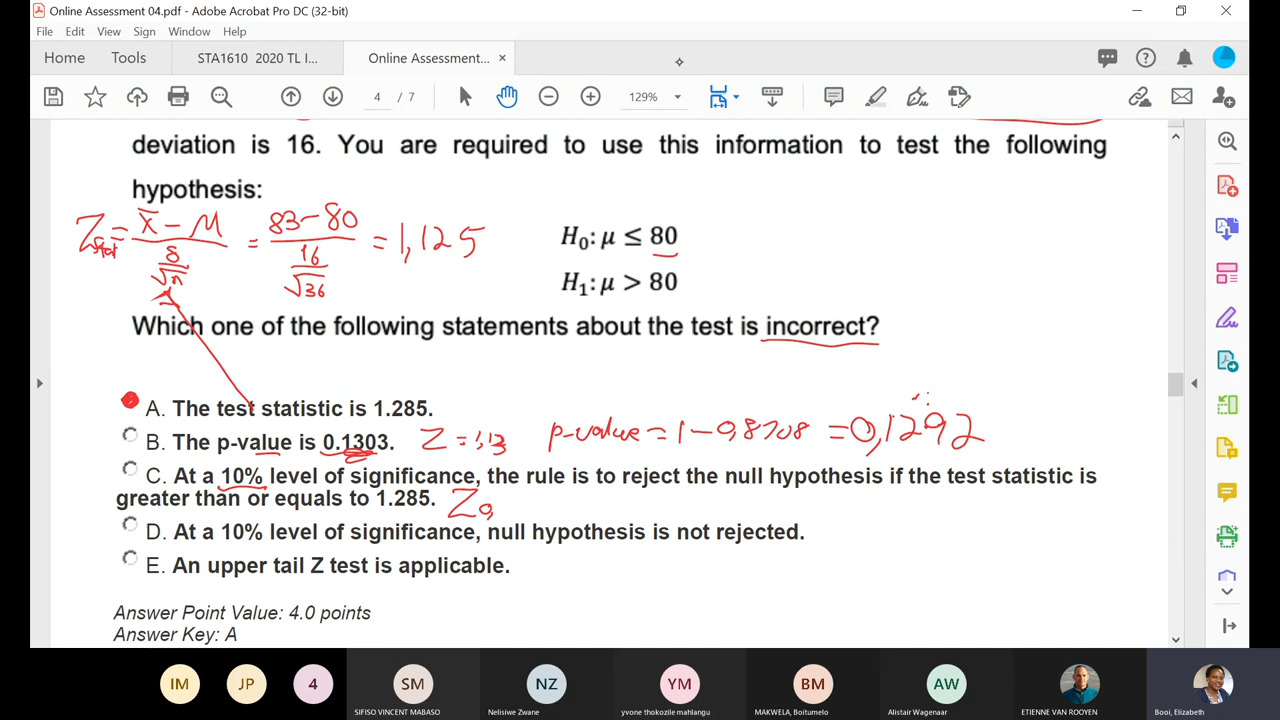 Online Assessment 04.pdf - Adobe Acrobat Pro DC (32-bit)
File Edit View Sign Window Help
Home Tools STA1610 2020 TL I... Online Assessment... ×
4 / 7 129%
deviation is 16. You are required to use this information to test the following
hypothesis:
Zstat = x̄ - M / 8/√n = 83-80 / 16/√36 = 1,125
H₀: μ ≤ 80
H₁: μ > 80
Which one of the following statements about the test is incorrect?
A. The test statistic is 1.285.
B. The p-value is 0.1303. Z = 1,13 p-value = 1 - 0,8708 = 0,1292
C. At a 10% level of significance, the rule is to reject the null hypothesis if the test statistic is
greater than or equals to 1.285. Z0,
D. At a 10% level of significance, null hypothesis is not rejected.
E. An upper tail Z test is applicable.
Answer Point Value: 4.0 points
Answer Key: A
IM JP 4 SM NZ YM BM AW
SIFISO VINCENT MABASO Nelisiwe Zwane yvone thokozile mahlangu MAKWELA, Boitumelo Alistair Wagenaar ETIENNE VAN ROOYEN Booi, Elizabeth